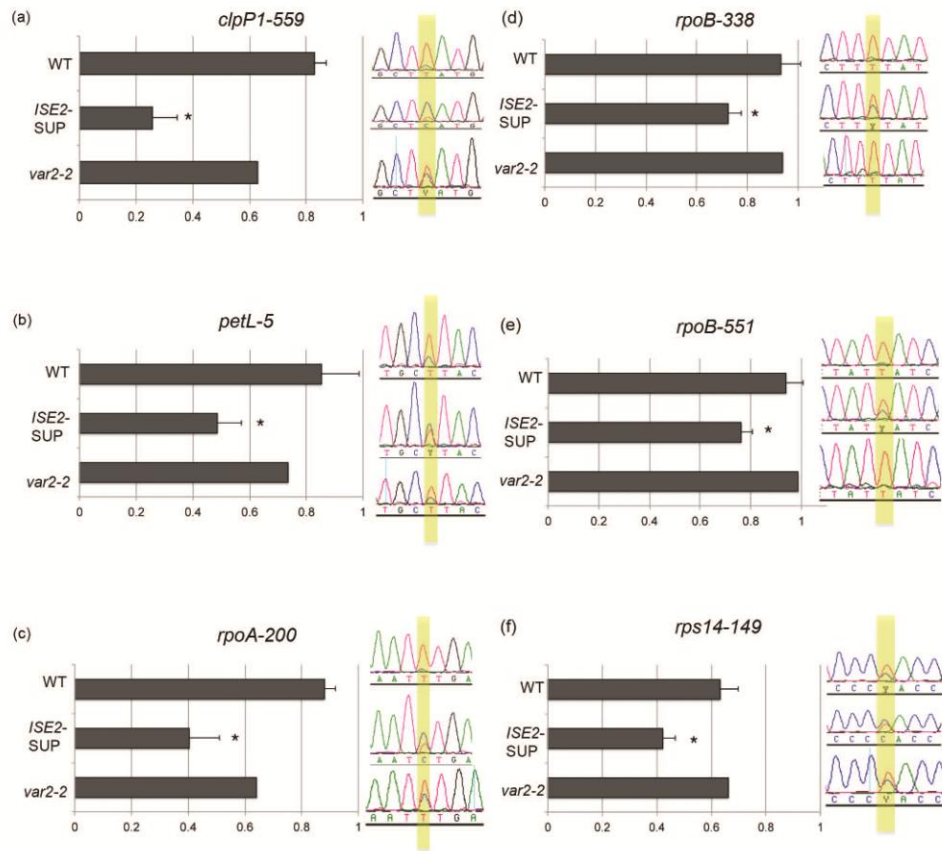 (a) clpP1-559
WT
ISE2-
SUP
*
var2-2
0 0.2 0.4 0.6 0.8 1
G C T T A T G
G C T C A T G
G C T Y A T G
(d) rpoB-338
WT
ISE2-
SUP
*
var2-2
0 0.2 0.4 0.6 0.8 1
C T T T T A T
C T T Y T A T
C T T T T A T
(b) petL-5
WT
ISE2-
SUP
*
var2-2
0 0.2 0.4 0.6 0.8 1
T G C T T A C
T G C Y T A C
T G C T T A C
(e) rpoB-551
WT
ISE2-
SUP
*
var2-2
0 0.2 0.4 0.6 0.8 1
T A T T A T C
T A T Y A T C
T A T T A T C
(c) rpoA-200
WT
ISE2-
SUP
*
var2-2
0 0.2 0.4 0.6 0.8 1
A A T T T G A
A A T C T G A
A A T T T G A
(f) rps14-149
WT
ISE2-
SUP
*
var2-2
0 0.2 0.4 0.6 0.8 1
C C C Y A C C
C C C C A C C
C C C Y A C C